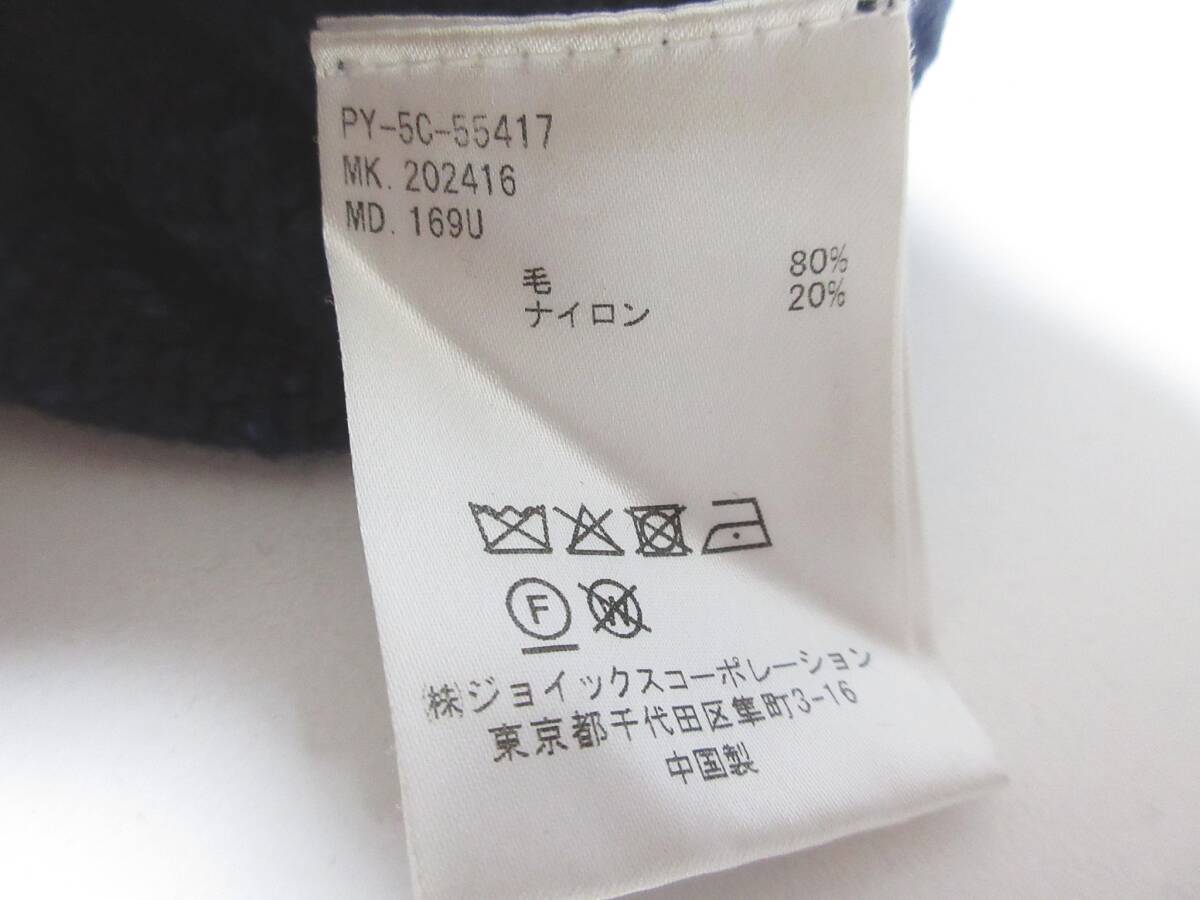 PY-5C-55417
MK. 202416
MD. 169U
毛 80%
ナイロン 20%
F
W
㈱ジョイックスコーポレーション
東京都千代田区隼町3-16
中国製